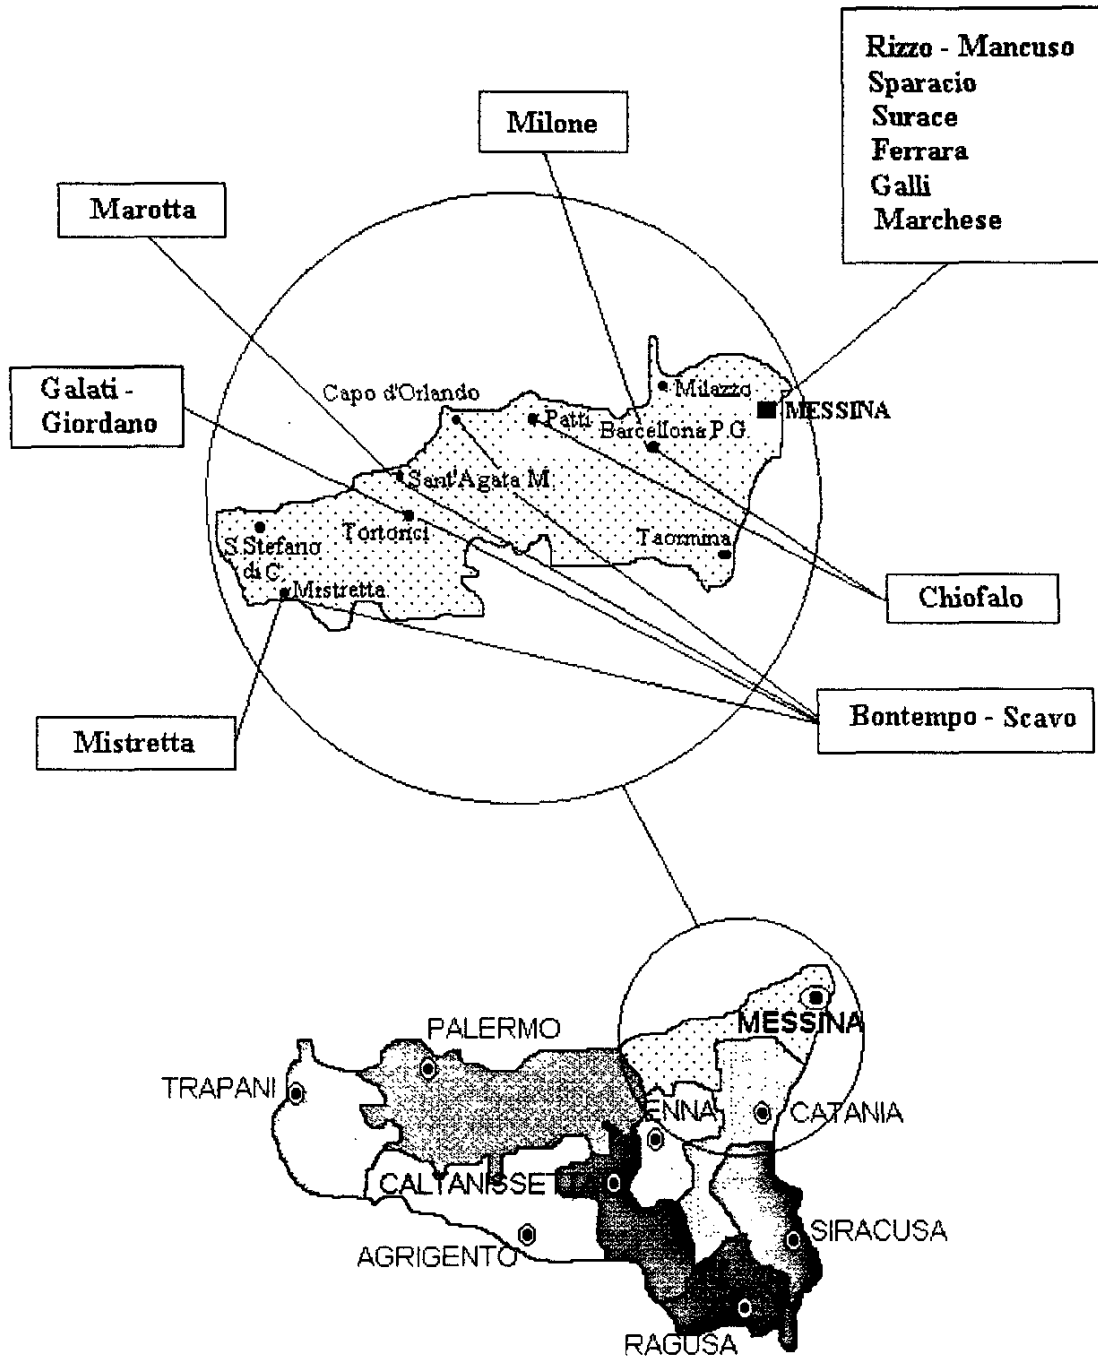 Rizzo - Mancuso
Sparacio
Surace
Ferrara
Galli
Marchese
Milone
Marotta
Galati -
Giordano
Capo d'Orlando
Milazzo
MESSINA
Patti
Barcellona P.G.
Sant'Agata M.
Tortorici
Taormina
S.Stefano
di C.
Mistretta
Chiofalo
Bontempo - Scavo
Mistretta
MESSINA
PALERMO
TRAPANI
ENNA
CATANIA
CALTANISSETT
SIRACUSA
AGRIGENTO
RAGUSA